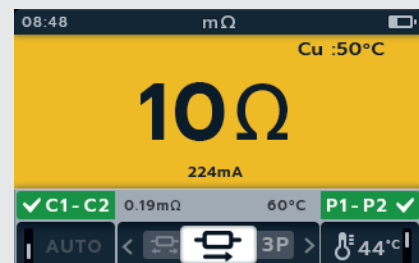 08:48 mΩ
Cu :50°C
10Ω
224mA
✓ C1-C2 0.19mΩ 60°C P1-P2 ✓
AUTO < 3P > 44°C